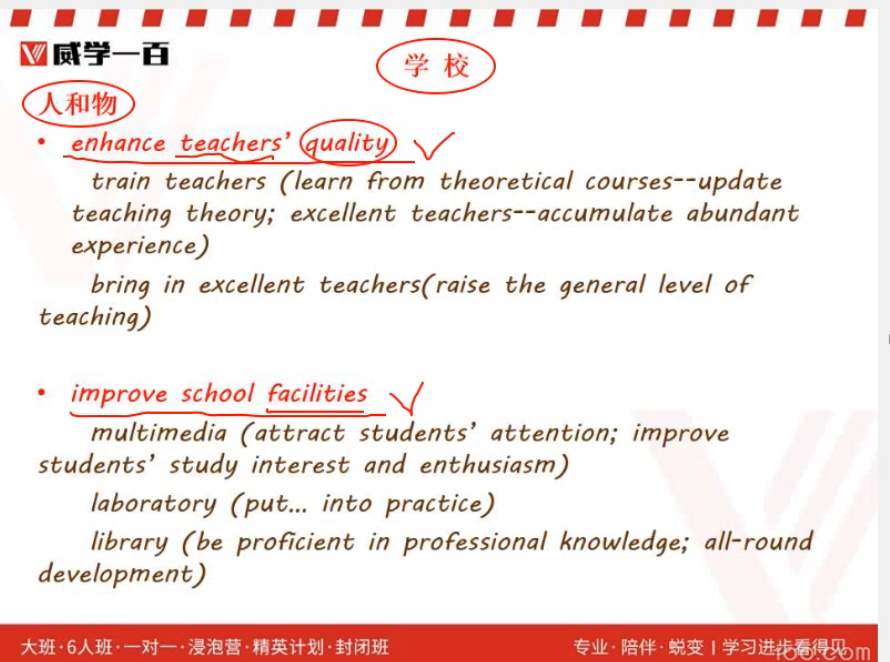 威学一百
学 校
人和物
• enhance teachers’ quality
train teachers (learn from theoretical courses--update
teaching theory; excellent teachers--accumulate abundant
experience)
bring in excellent teachers(raise the general level of
teaching)
• improve school facilities
multimedia (attract students’ attention; improve
students’ study interest and enthusiasm)
laboratory (put... into practice)
library (be proficient in professional knowledge; all-round
development)
大班·6人班·一对一·浸泡营·精英计划·封闭班
专业·陪伴·蜕变 | 学习进步看得见